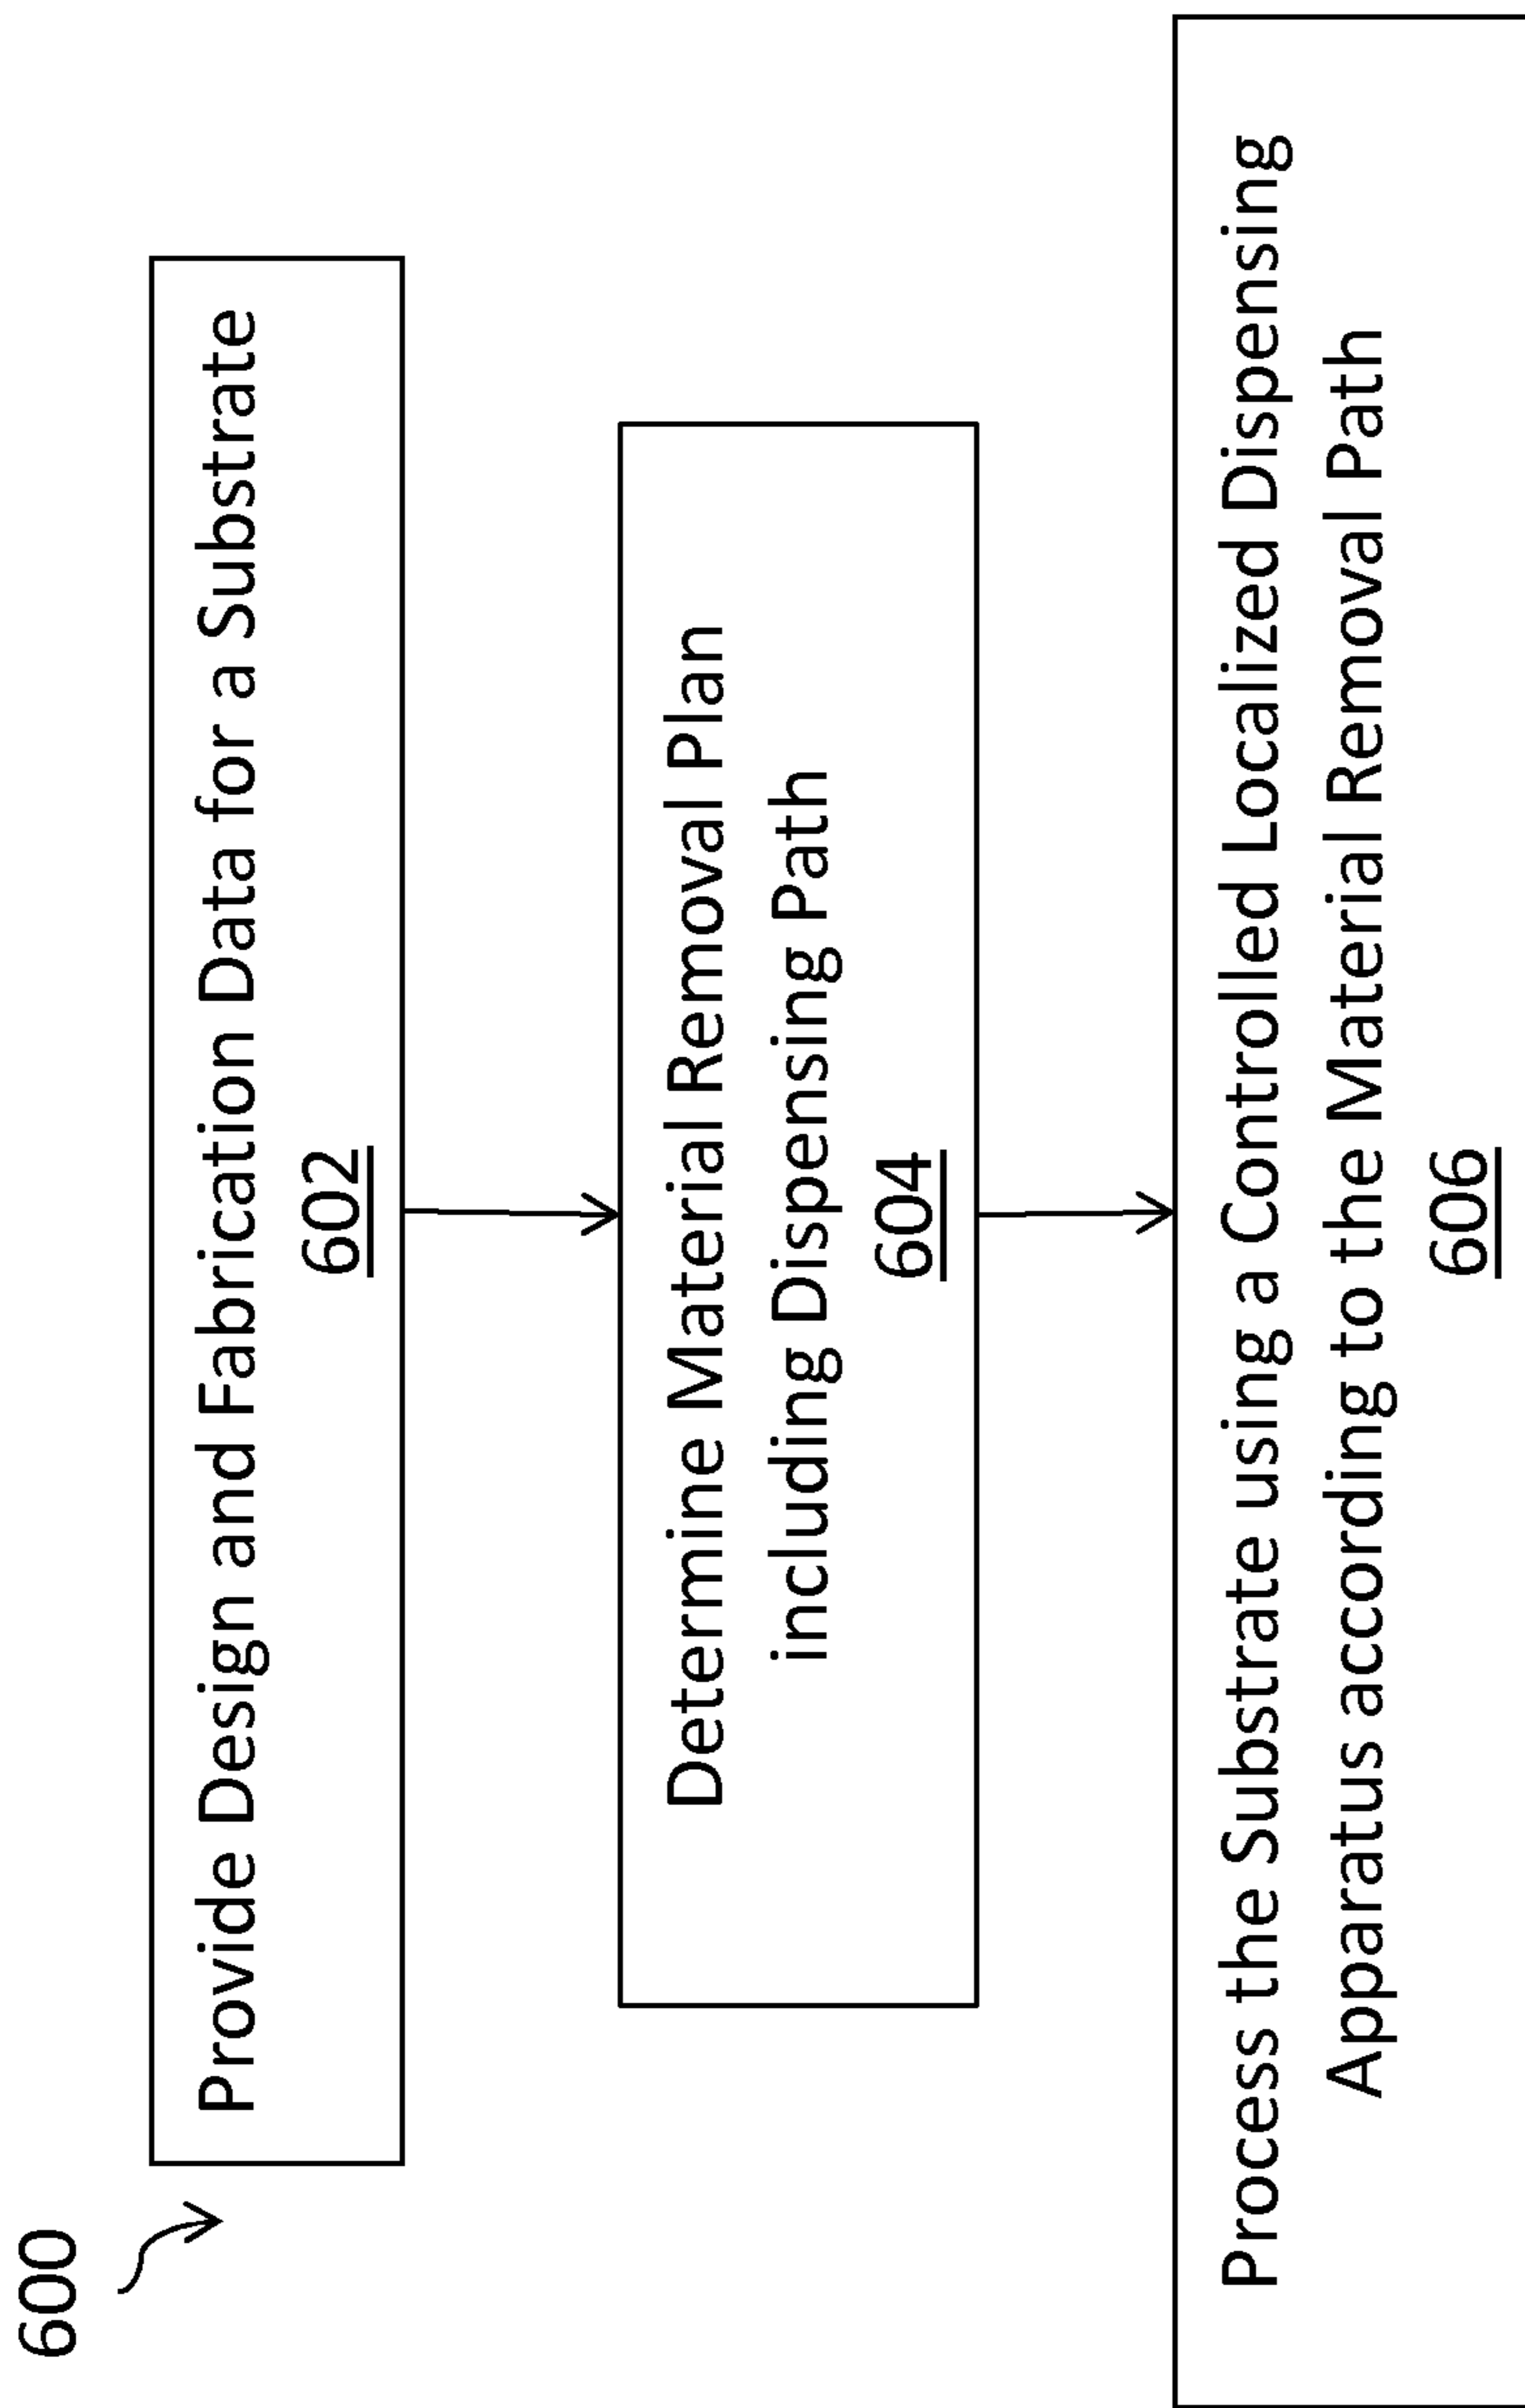 600
Provide Design and Fabrication Data for a Substrate
602
Determine Material Removal Plan
including Dispensing Path
604
Process the Substrate using a Controlled Localized Dispensing
Apparatus according to the Material Removal Path
606